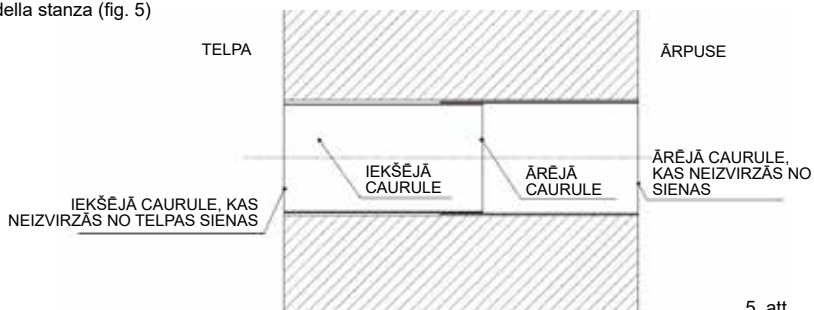 della stanza (fig. 5)
TELPA
ĀRPUSE
IEKŠĒJĀ
CAURULE
ĀRĒJĀ
CAURULE
ĀRĒJĀ CAURULE,
KAS NEIZVIRZĀS NO
SIENAS
IEKŠĒJĀ CAURULE, KAS
NEIZVIRZĀS NO TELPAS SIENAS
5. att.